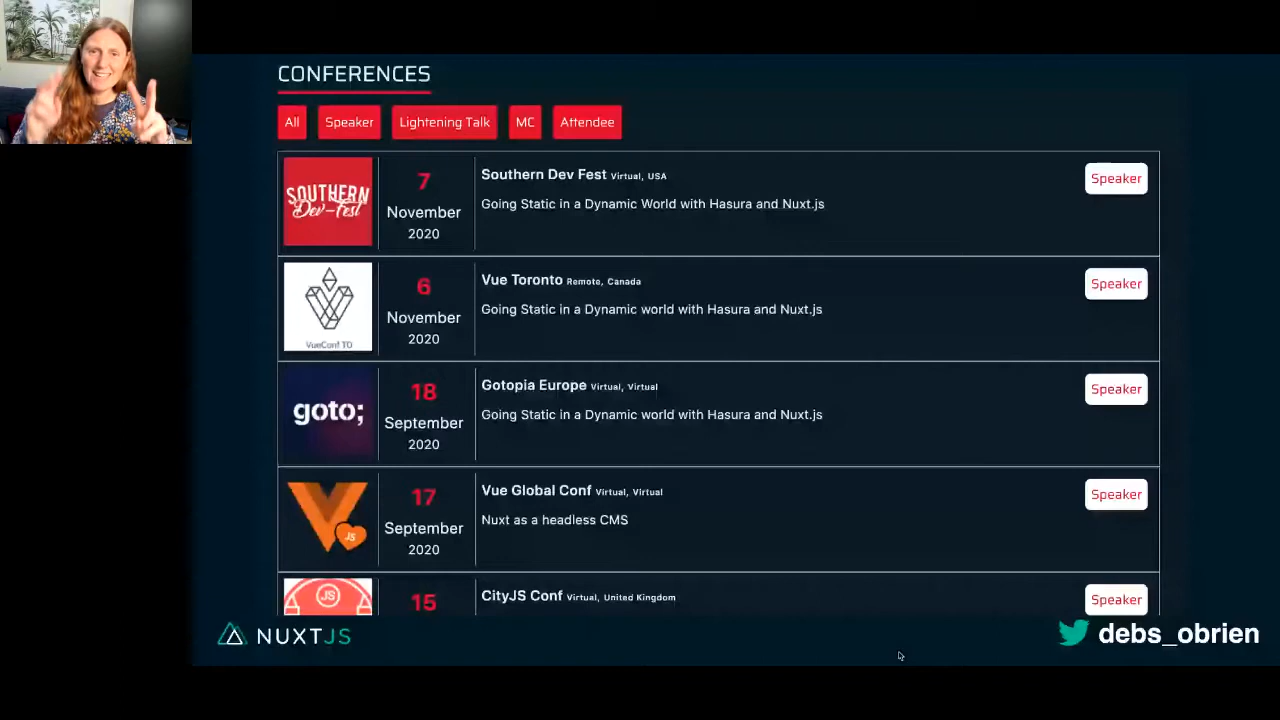 CONFERENCES
All
Speaker
Lightening Talk
MC
Attendee
SOUTHERN
Dev-Fest
7
November
2020
Southern Dev Fest Virtual, USA
Going Static in a Dynamic World with Hasura and Nuxt.js
Speaker
VueConf TO
6
November
2020
Vue Toronto Remote, Canada
Going Static in a Dynamic world with Hasura and Nuxt.js
Speaker
goto;
18
September
2020
Gotopia Europe Virtual, Virtual
Going Static in a Dynamic world with Hasura and Nuxt.js
Speaker
JS
17
September
2020
Vue Global Conf Virtual, Virtual
Nuxt as a headless CMS
Speaker
JS
15
CityJS Conf Virtual, United Kingdom
Speaker
NUXTJS
debs_obrien